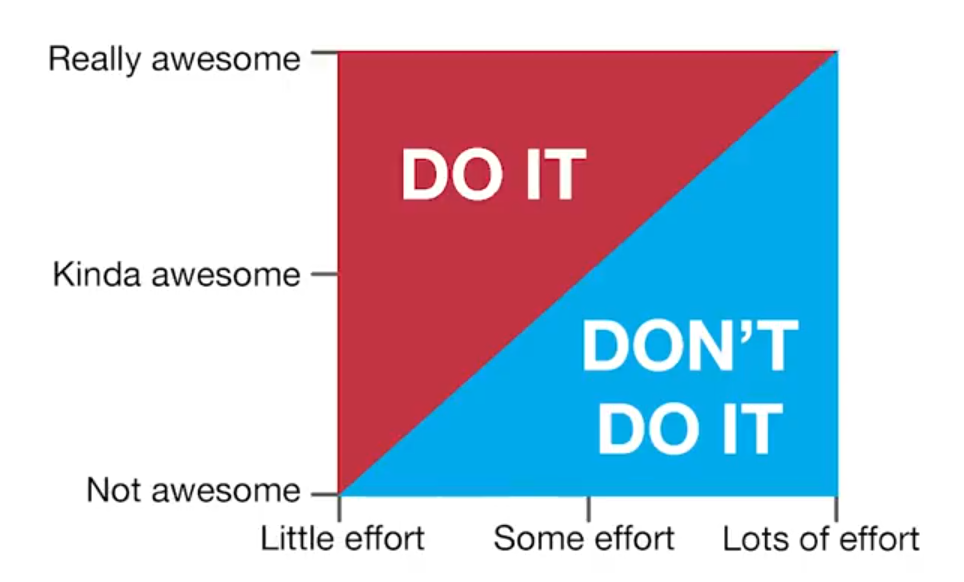 Really awesome
DO IT
Kinda awesome
DON’T
DO IT
Not awesome
Little effort
Some effort
Lots of effort